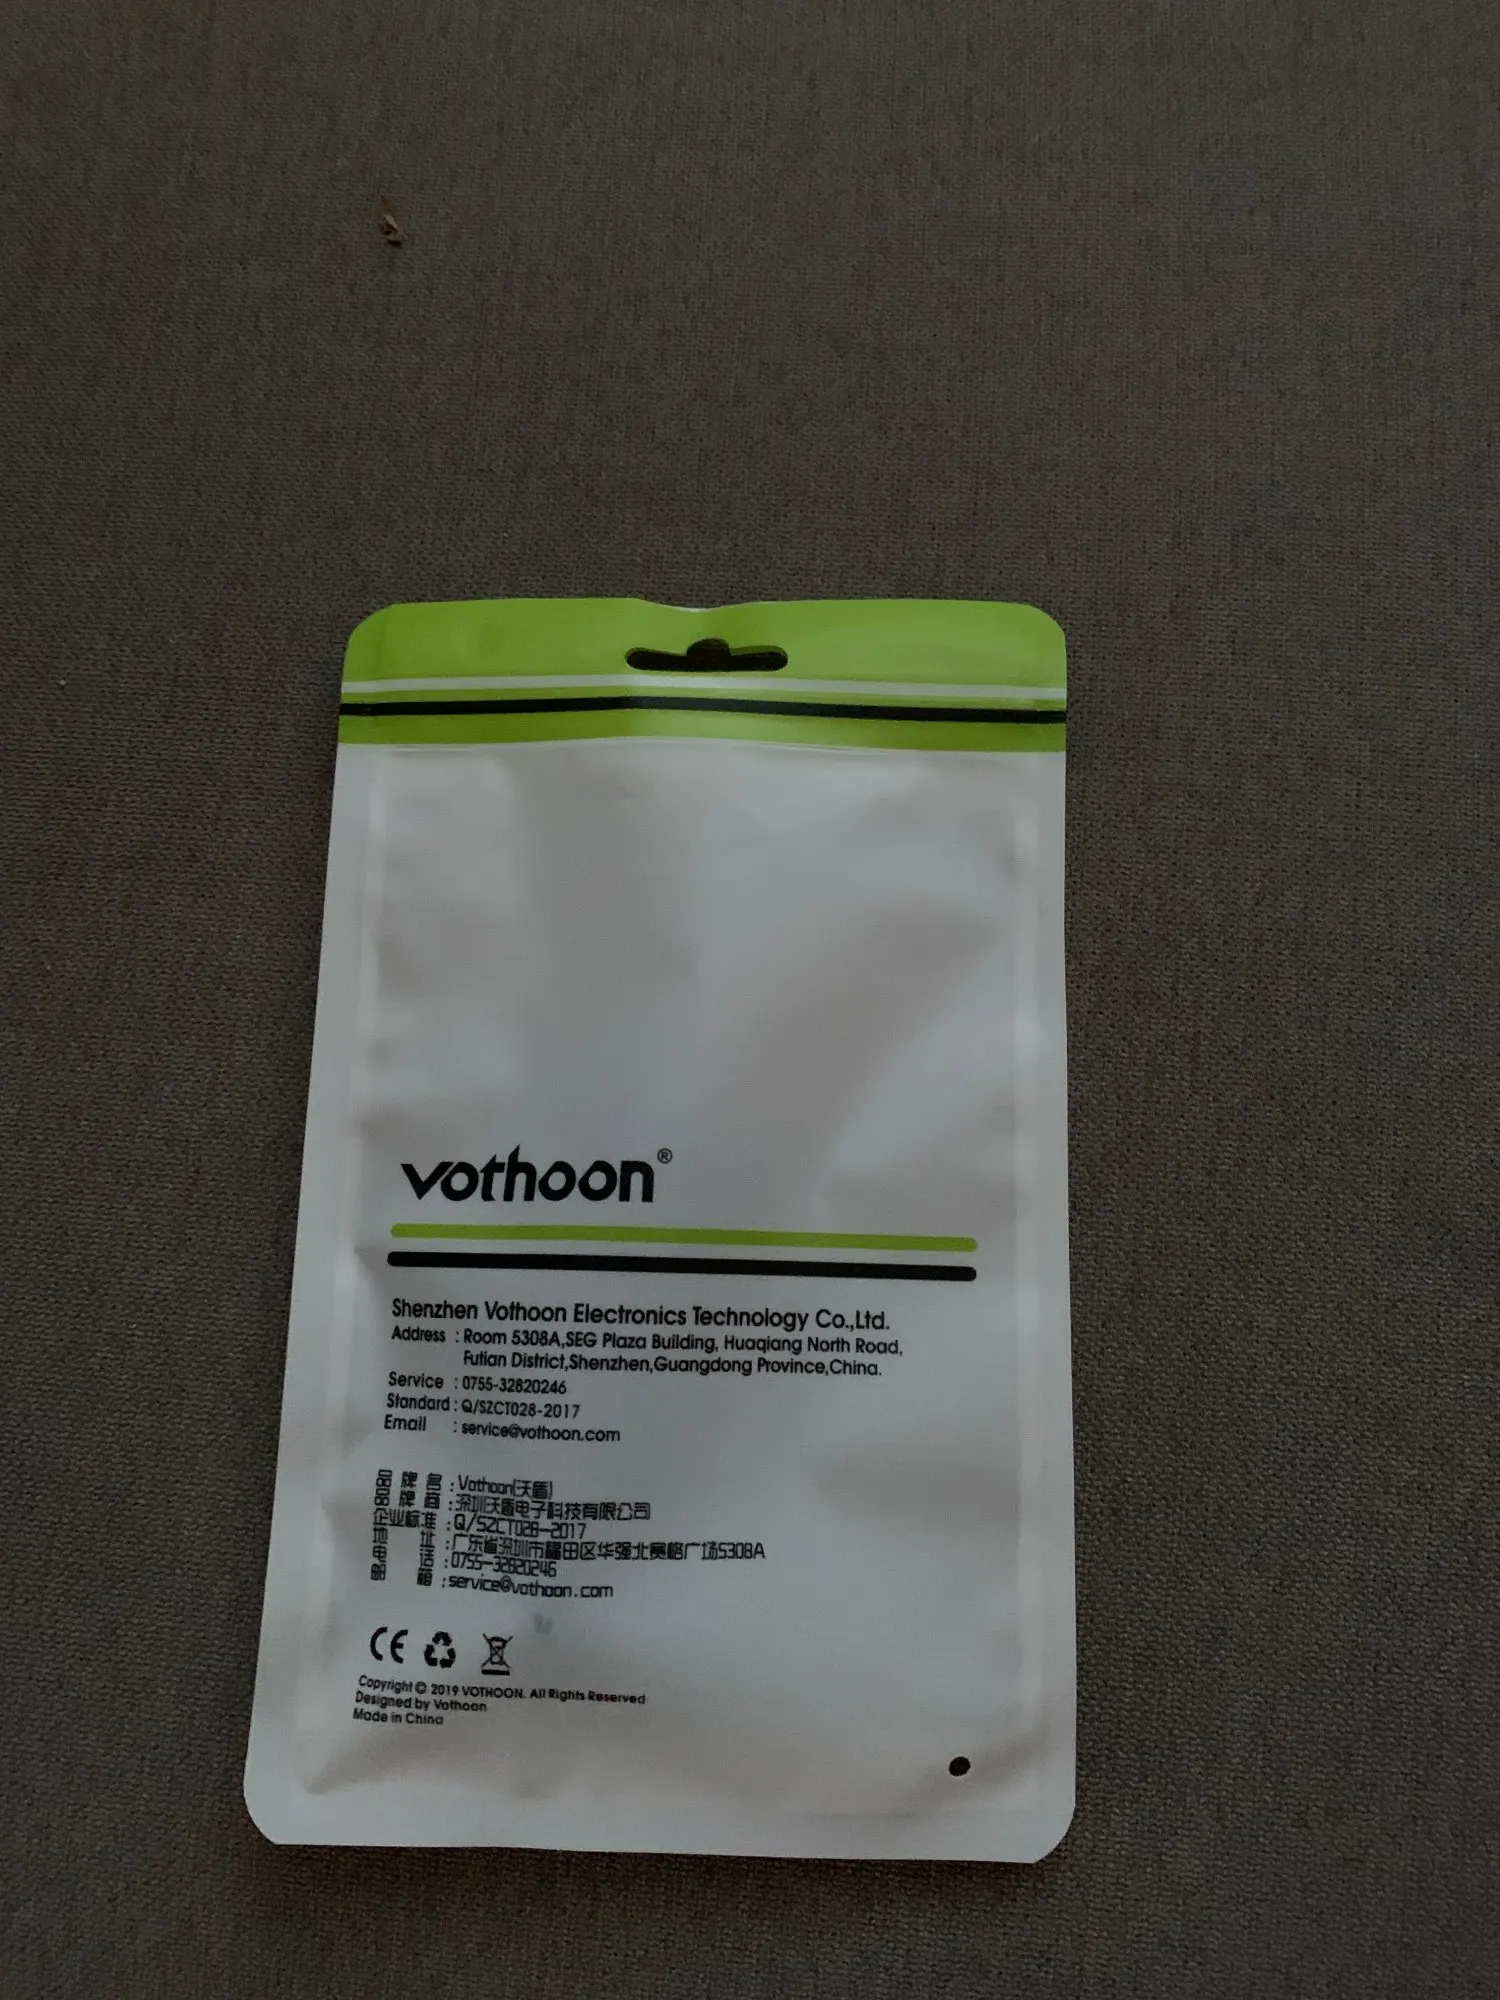 vothoon®
Shenzhen Vothoon Electronics Technology Co.,Ltd.
Address : Room 5308A,SEG Plaza Building, Huaqiang North Road,
Futian District,Shenzhen,Guangdong Province,China.
Service : 0755-32820246
Standard : Q/SZCT028-2017
Email : service@vothoon.com
品 牌 名 : Vothoon(沃盾)
品 牌 商 : 深圳沃盾电子科技有限公司
企业标准 : Q/SZCT028-2017
地 址 : 广东省深圳市福田区华强北赛格广场5308A
电 话 : 0755-32820246
邮 箱 : service@vothoon.com
CE
Copyright © 2019 VOTHOON. All Rights Reserved
Designed by Vothoon
Made in China